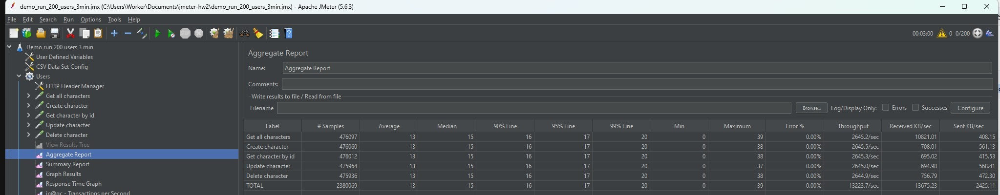 demo_run_200_users_3min.jmx (C:\Users\Worker\Documents\jmeter-hw2\demo_run_200_users_3min.jmx) - Apache JMeter (5.6.3)
File Edit Search Run Options Tools Help
00:03:00 0 0/200
Demo run 200 users 3 min
User Defined Variables
CSV Data Set Config
Users
HTTP Header Manager
Get all characters
Create character
Get character by id
Update character
Delete character
View Results Tree
Aggregate Report
Summary Report
Graph Results
Response Time Graph
jp@gc - Transactions per Second
Aggregate Report
Name: Aggregate Report
Comments:
Write results to file / Read from file
Filename Browse... Log/Display Only: Errors Successes Configure
Label # Samples Average Median 90% Line 95% Line 99% Line Min Maximum Error % Throughput Received KB/sec Sent KB/sec
Get all characters 476097 13 15 16 17 20 0 39 0.00% 2645.2/sec 10821.01 408.15
Create character 476060 13 15 16 17 20 0 38 0.00% 2645.5/sec 708.01 561.13
Get character by id 476012 13 15 16 17 20 0 38 0.00% 2645.3/sec 695.02 415.53
Update character 475964 13 15 16 17 20 0 37 0.00% 2645.0/sec 694.98 568.41
Delete character 475936 13 15 16 17 20 0 38 0.00% 2644.9/sec 756.79 472.30
TOTAL 2380069 13 15 16 17 20 0 39 0.00% 13223.7/sec 13675.23 2425.11